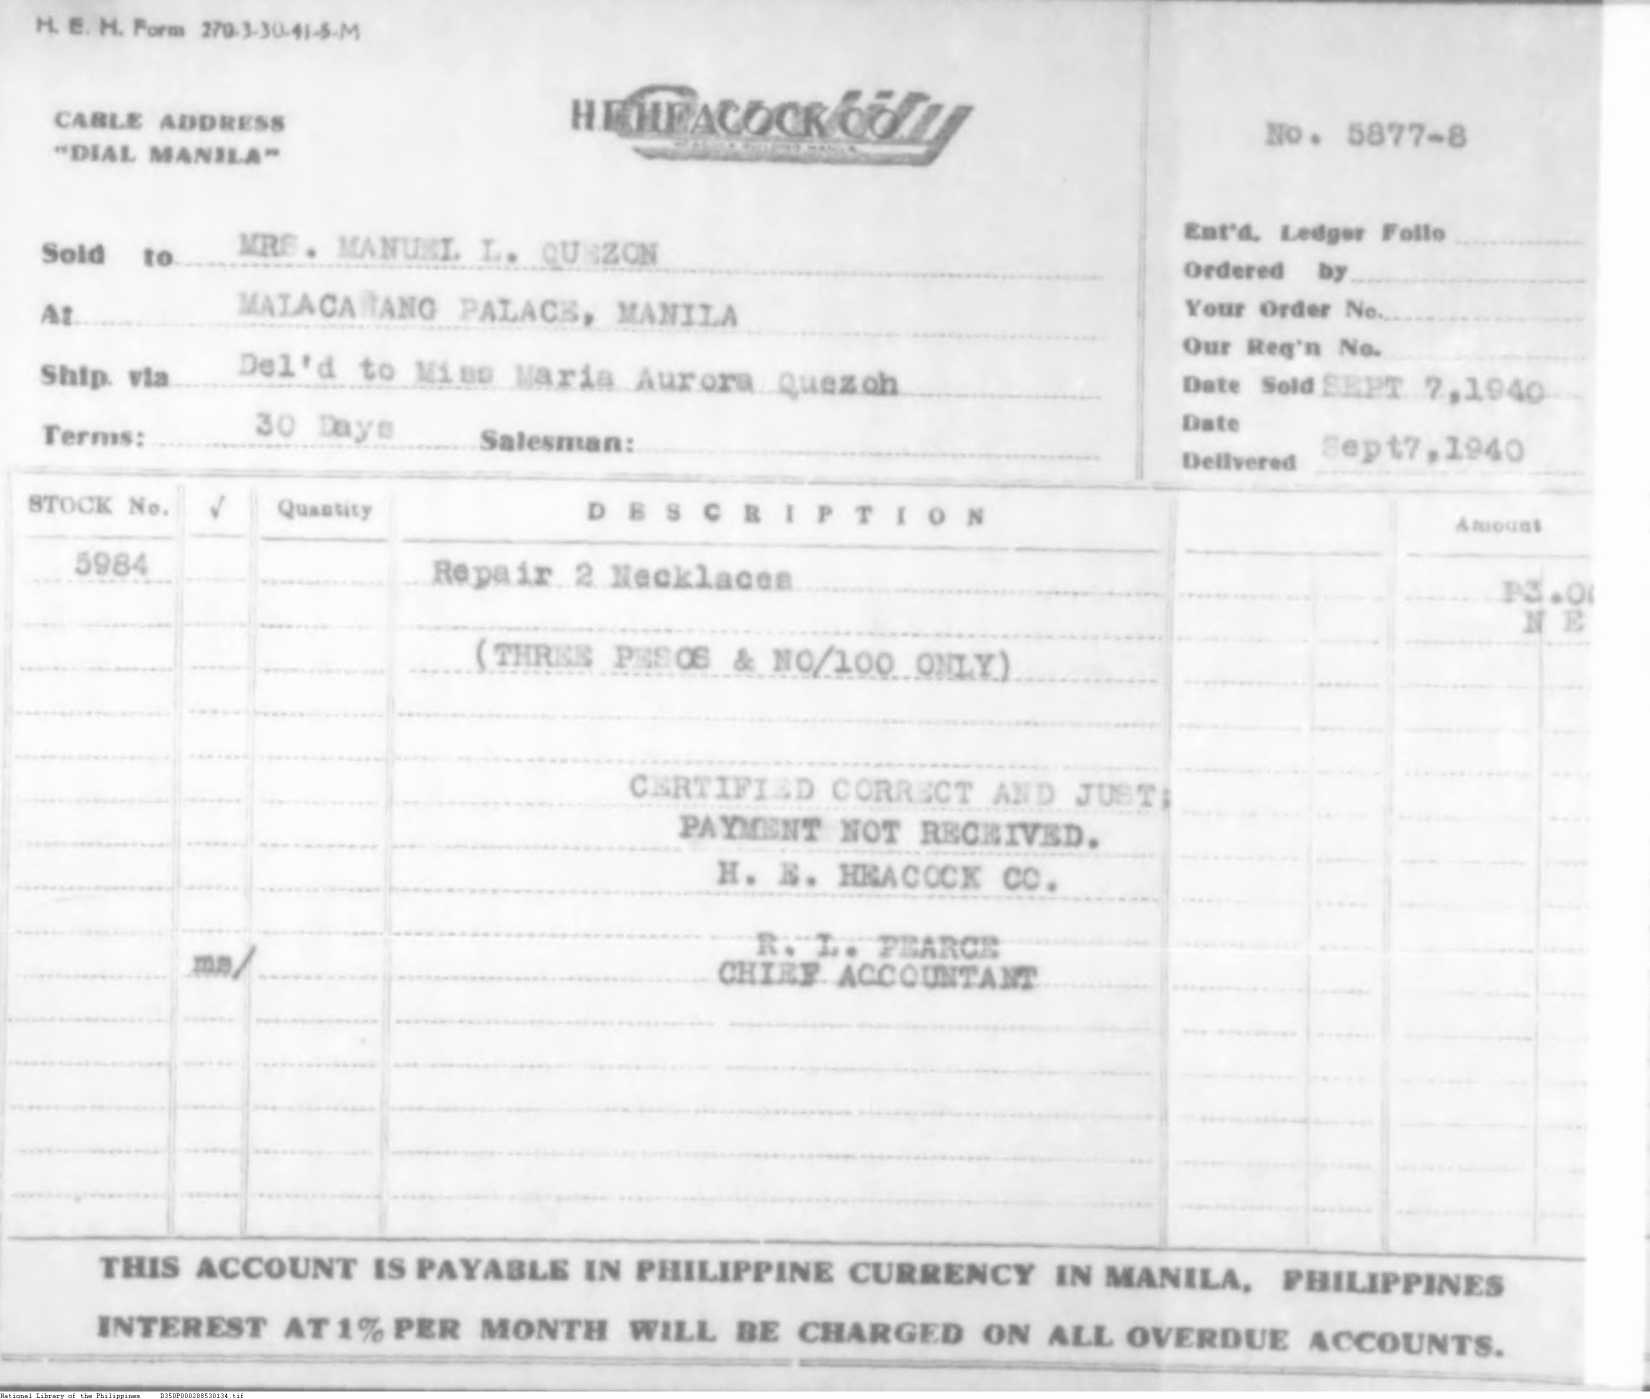 H. E. H. Form 270-3-30-41-5-M
CABLE ADDRESS
"DIAL MANILA"
H. E. HEACOCK CO.
No. 5877-8
Sold to MRS. MANUEL L. QUEZON
At MALACAÑANG PALACE, MANILA
Ship. via Del'd to Miss Maria Aurora Quezon
Terms: 30 Days Salesman:
Ent'd. Ledger Folio
Ordered by
Your Order No.
Our Req'n No.
Date Sold SEPT 7,1940
Date
Delivered Sept7,1940
STOCK No. √ Quantity DESCRIPTION Amount
5984 Repair 2 Necklaces P3.00
N E
(THREE PESOS & NO/100 ONLY)
CERTIFIED CORRECT AND JUST;
PAYMENT NOT RECEIVED.
H. E. HEACOCK CO.
R. L. PEARCE
ms/ CHIEF ACCOUNTANT
THIS ACCOUNT IS PAYABLE IN PHILIPPINE CURRENCY IN MANILA, PHILIPPINES
INTEREST AT 1% PER MONTH WILL BE CHARGED ON ALL OVERDUE ACCOUNTS.
National Library of the Philippines D350P000208530134.tif